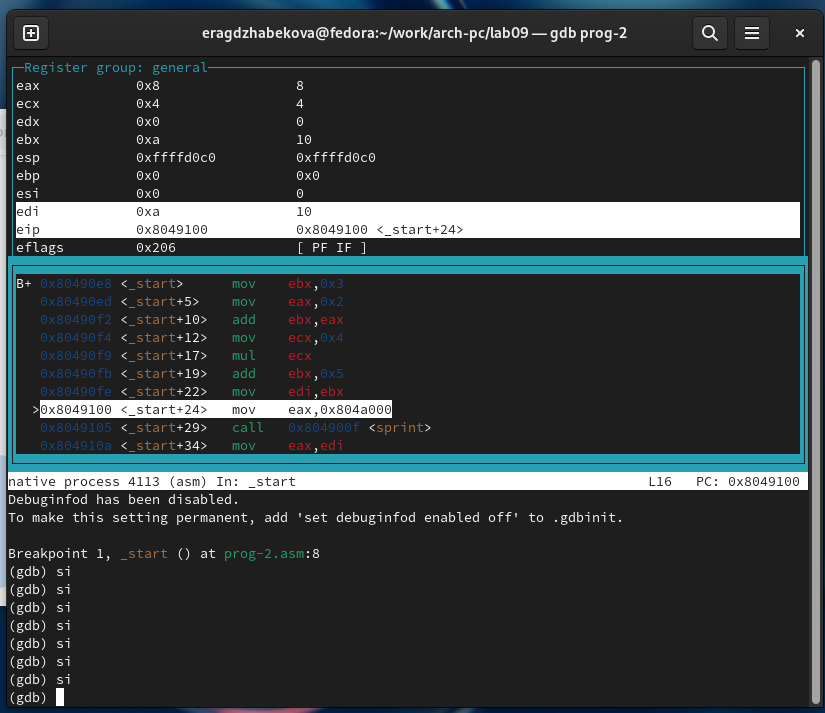 eragdzhabekova@fedora:~/work/arch-pc/lab09 — gdb prog-2
Register group: general
eax 0x8 8
ecx 0x4 4
edx 0x0 0
ebx 0xa 10
esp 0xffffd0c0 0xffffd0c0
ebp 0x0 0x0
esi 0x0 0
edi 0xa 10
eip 0x8049100 0x8049100 <_start+24>
eflags 0x206 [ PF IF ]
B+ 0x80490e8 <_start> mov ebx,0x3
0x80490ed <_start+5> mov eax,0x2
0x80490f2 <_start+10> add ebx,eax
0x80490f4 <_start+12> mov ecx,0x4
0x80490f9 <_start+17> mul ecx
0x80490fb <_start+19> add ebx,0x5
0x80490fe <_start+22> mov edi,ebx
>0x8049100 <_start+24> mov eax,0x804a000
0x8049105 <_start+29> call 0x804900f <sprint>
0x804910a <_start+34> mov eax,edi
native process 4113 (asm) In: _start L16 PC: 0x8049100
Debuginfod has been disabled.
To make this setting permanent, add 'set debuginfod enabled off' to .gdbinit.
Breakpoint 1, _start () at prog-2.asm:8
(gdb) si
(gdb) si
(gdb) si
(gdb) si
(gdb) si
(gdb) si
(gdb) si
(gdb)